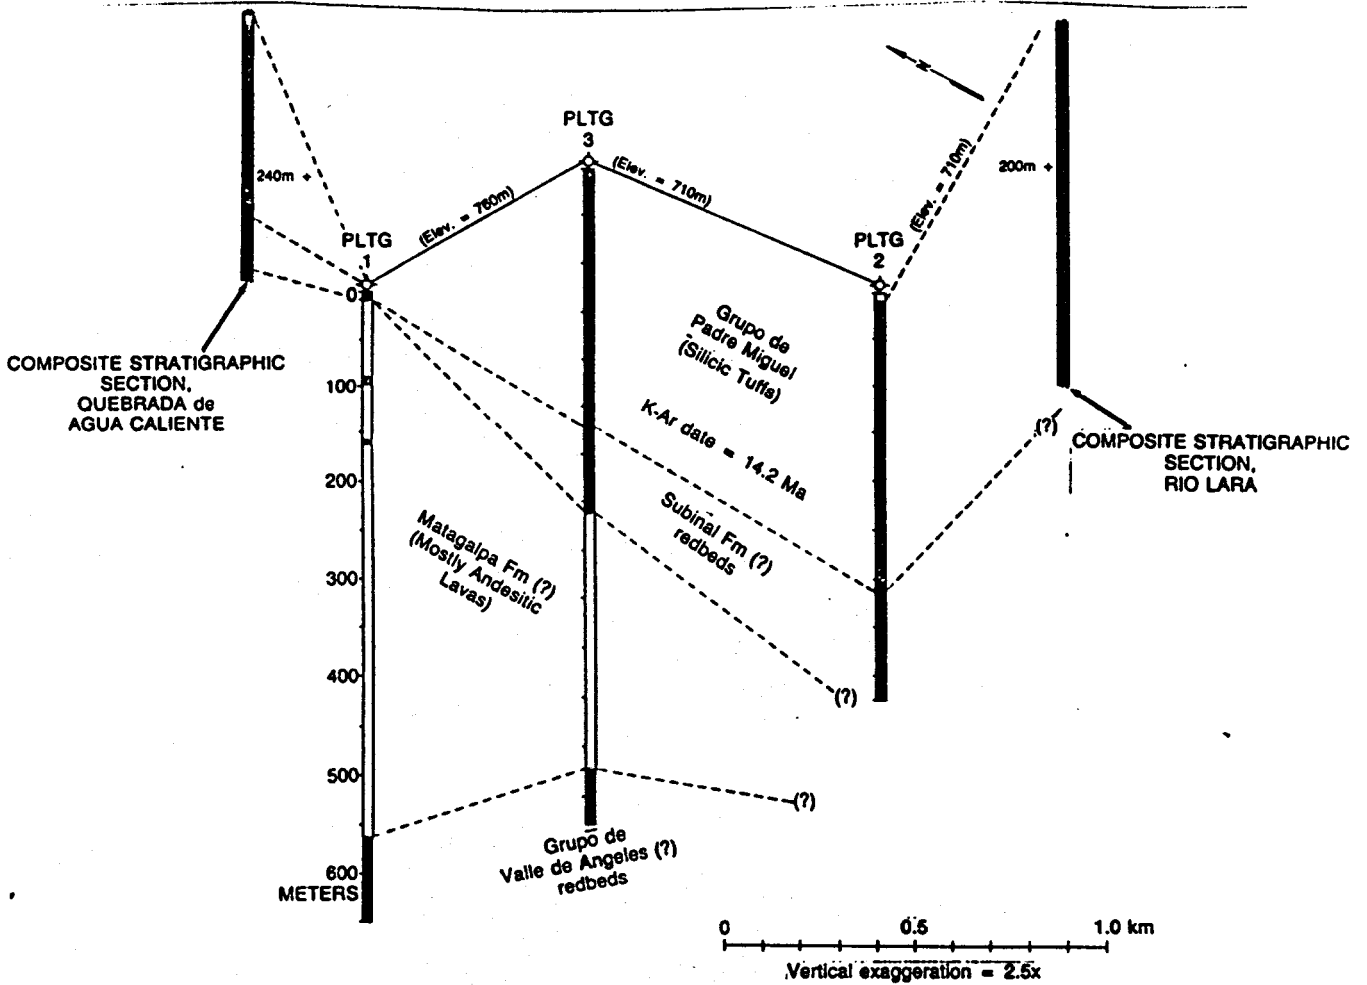 PLTG
3
N
240m +
200m +
(Elev. = 760m)
(Elev. = 710m)
(Elev. = 710m)
PLTG
1
PLTG
2
0
100
200
300
400
500
600
METERS
COMPOSITE STRATIGRAPHIC
SECTION,
QUEBRADA de
AGUA CALIENTE
Grupo de
Padre Miguel
(Silicic Tuffs)
K-Ar date = 14.2 Ma
(?)
COMPOSITE STRATIGRAPHIC
SECTION,
RIO LARA
Subinal Fm (?)
redbeds
Matagalpa Fm (?)
(Mostly Andesitic
Lavas)
(?)
(?)
Grupo de
Valle de Angeles (?)
redbeds
0 0.5 1.0 km
Vertical exaggeration = 2.5x